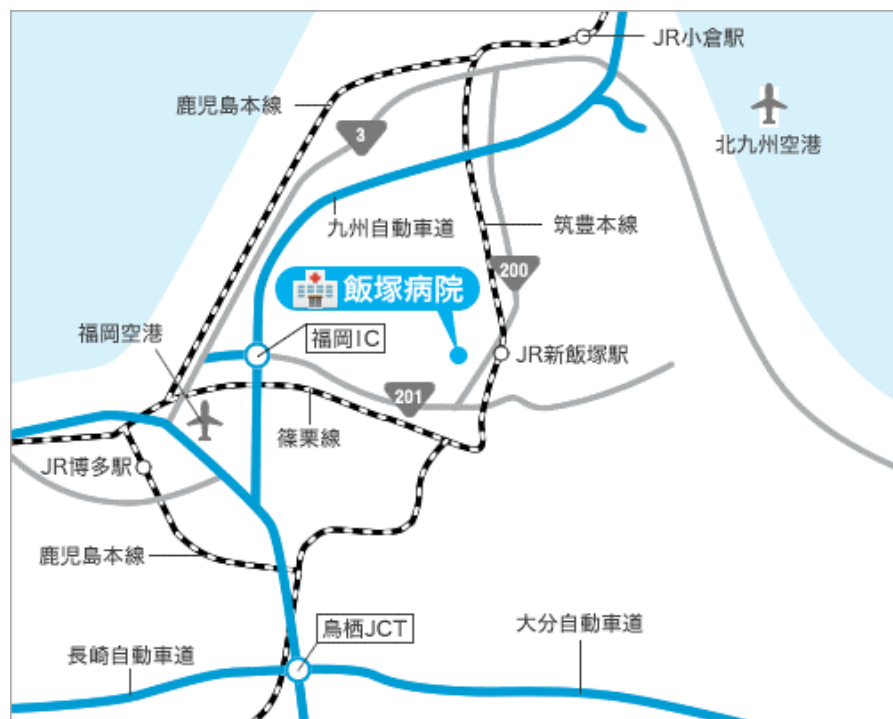 JR小倉駅
鹿児島本線
3
北九州空港
九州自動車道
筑豊本線
200
飯塚病院
福岡空港
福岡IC
JR新飯塚駅
201
篠栗線
JR博多駅
鹿児島本線
鳥栖JCT
大分自動車道
長崎自動車道